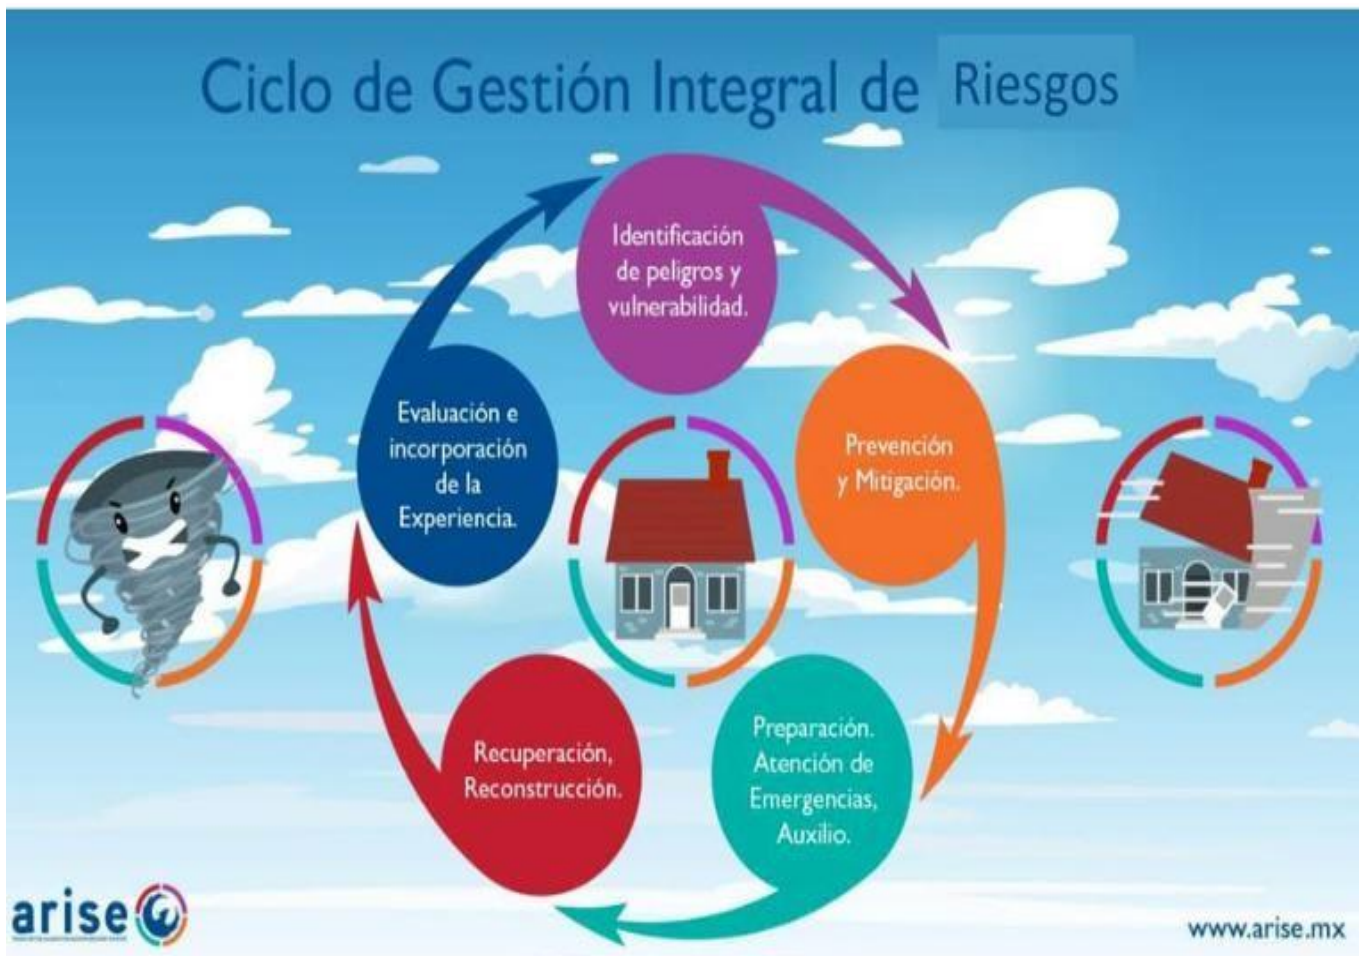 Ciclo de Gestión Integral de Riesgos
Identificación
de peligros y
vulnerabilidad.
Prevención
y Mitigación.
Preparación.
Atención de
Emergencias,
Auxilio.
Recuperación,
Reconstrucción.
Evaluación e
incorporación
de la
Experiencia.
arise
www.arise.mx